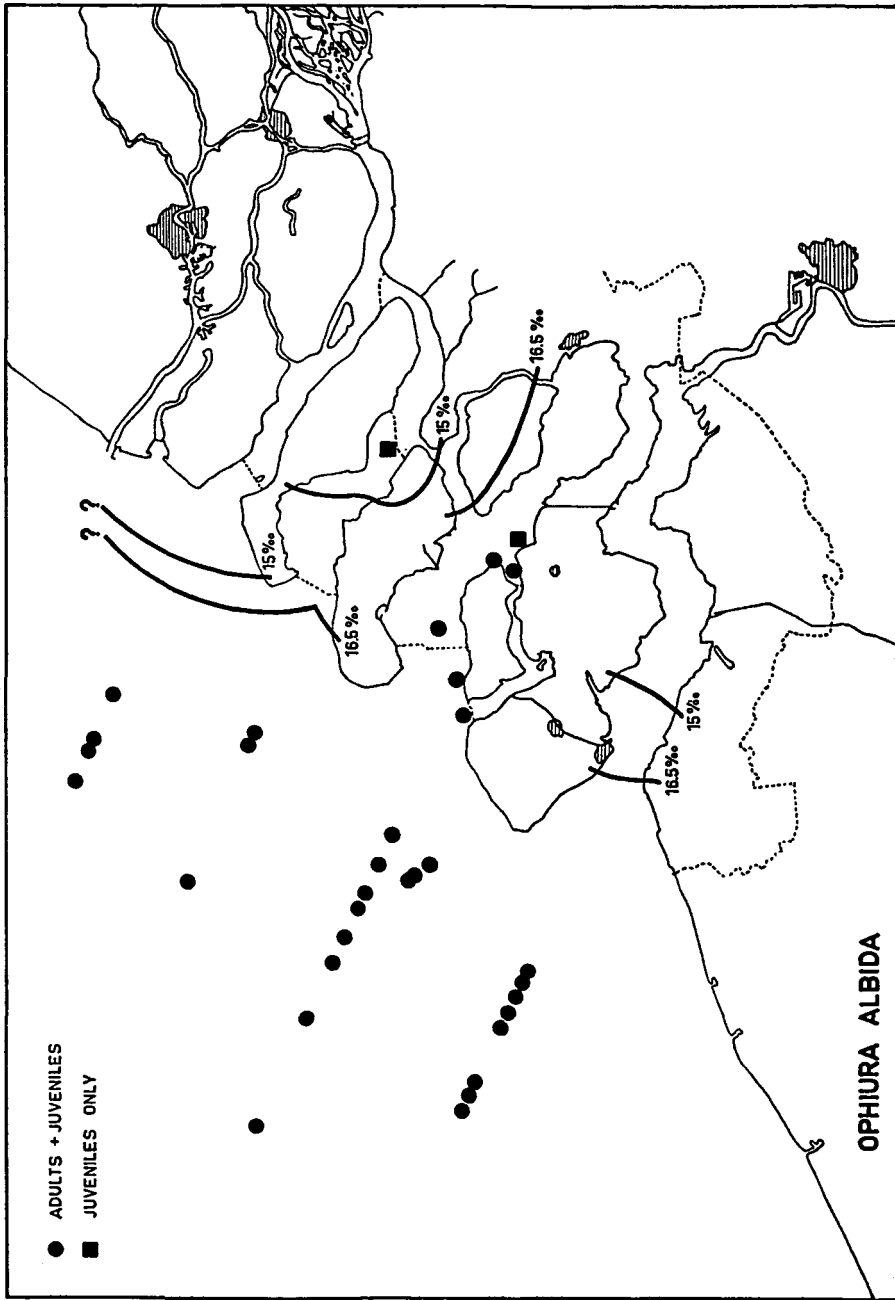 ● ADULTS + JUVENILES
■ JUVENILES ONLY
?
?
15 ‰
16.5 ‰
15 ‰
16.5 ‰
15 ‰
16.5 ‰
OPHIURA ALBIDA